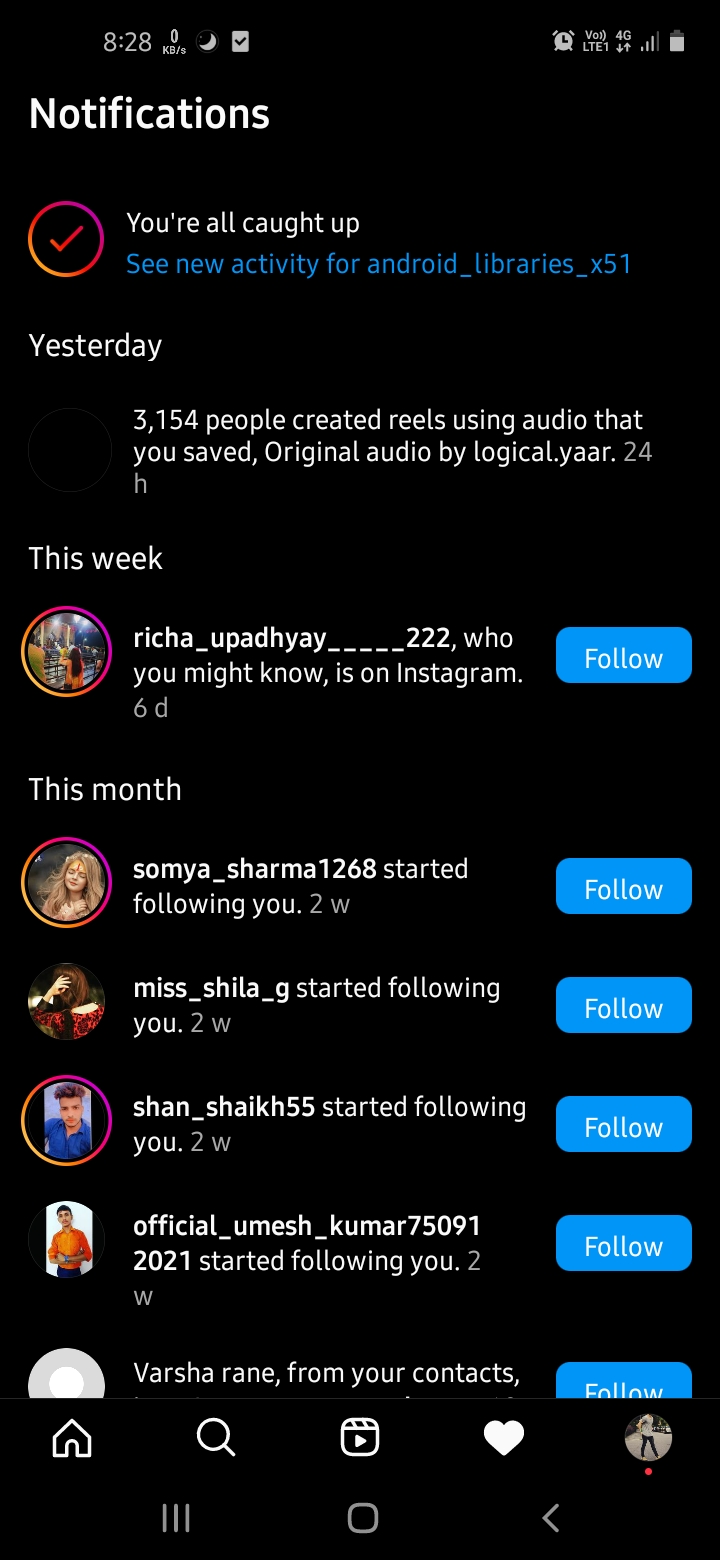 8:28 0 KB/s Vo)) LTE1 4G
Notifications
You're all caught up
See new activity for android_libraries_x51
Yesterday
3,154 people created reels using audio that
you saved, Original audio by logical.yaar. 24
h
This week
richa_upadhyay_____222, who
you might know, is on Instagram.
6 d
Follow
This month
somya_sharma1268 started
following you. 2 w
Follow
miss_shila_g started following
you. 2 w
Follow
shan_shaikh55 started following
you. 2 w
Follow
official_umesh_kumar75091
2021 started following you. 2
w
Follow
Varsha rane, from your contacts,
Follow